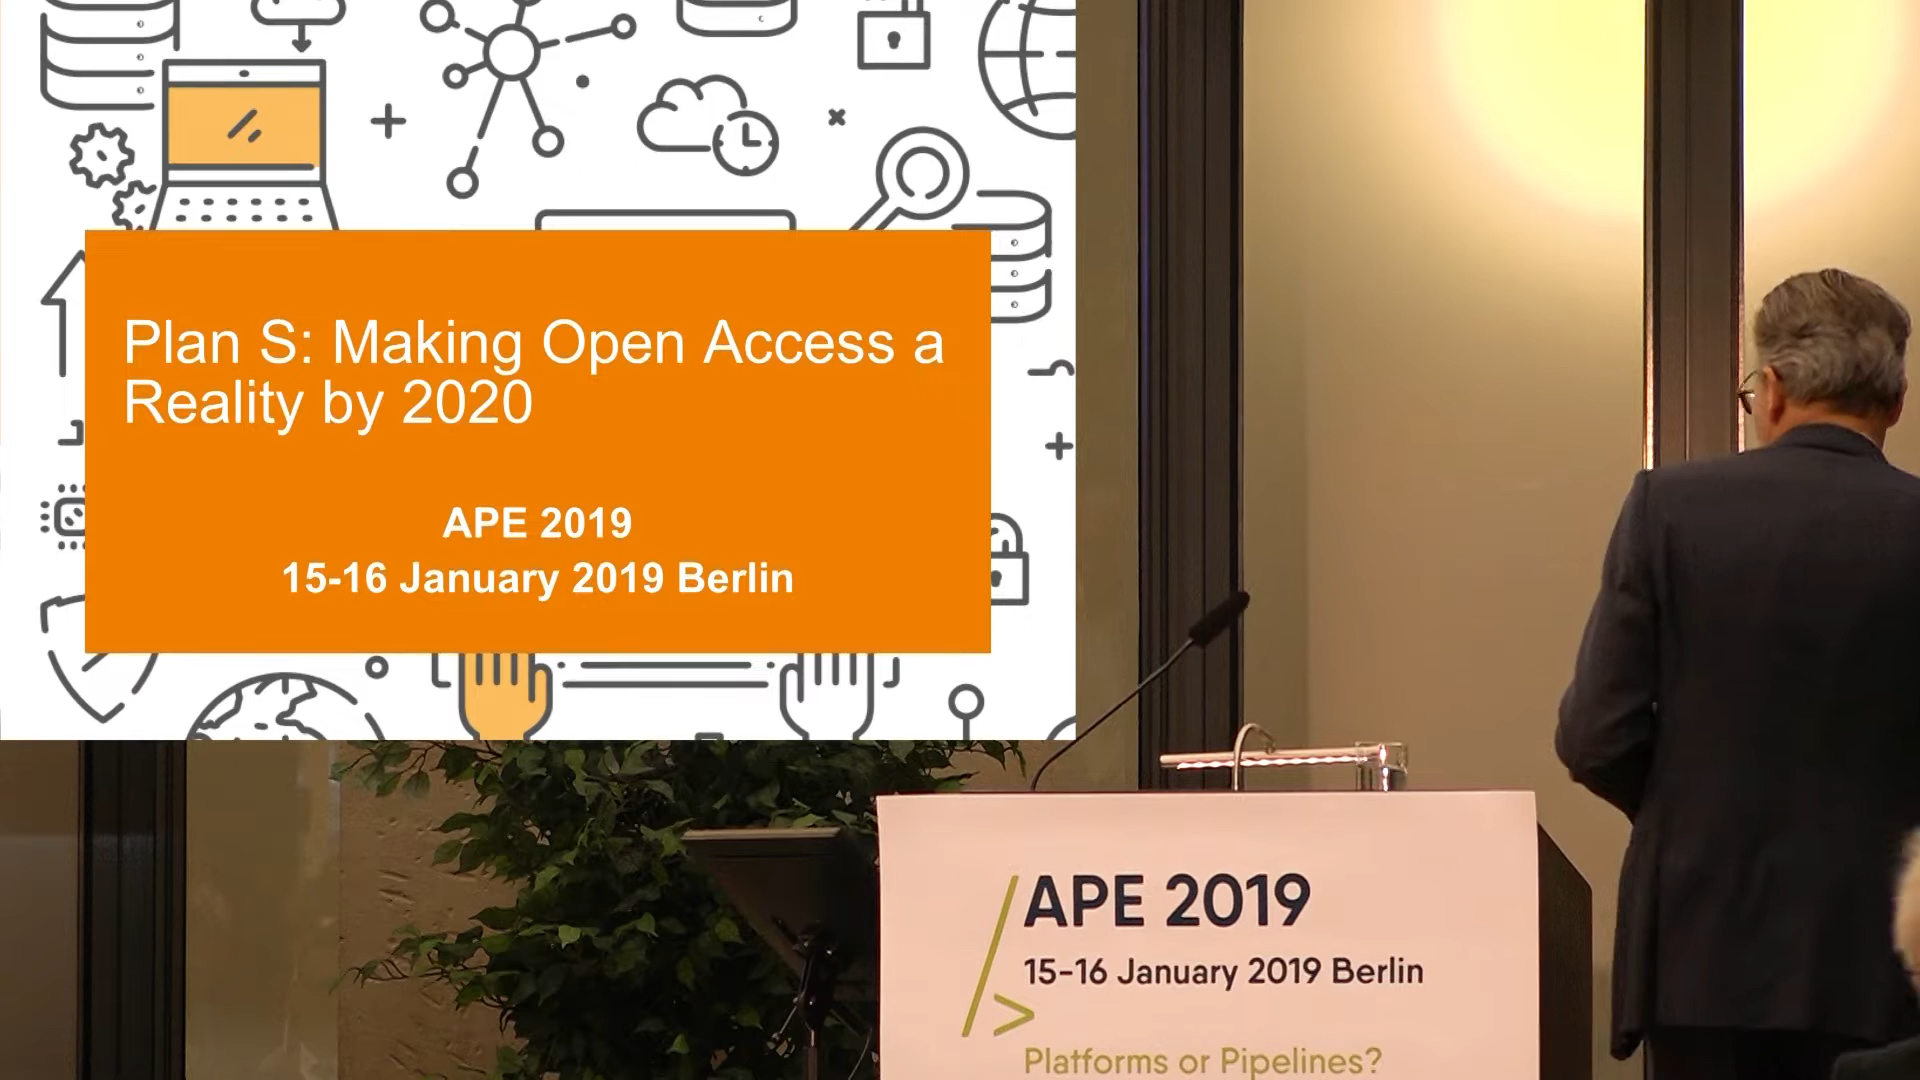 Plan S: Making Open Access a
Reality by 2020
APE 2019
15-16 January 2019 Berlin
APE 2019
15-16 January 2019 Berlin
Platforms or Pipelines?